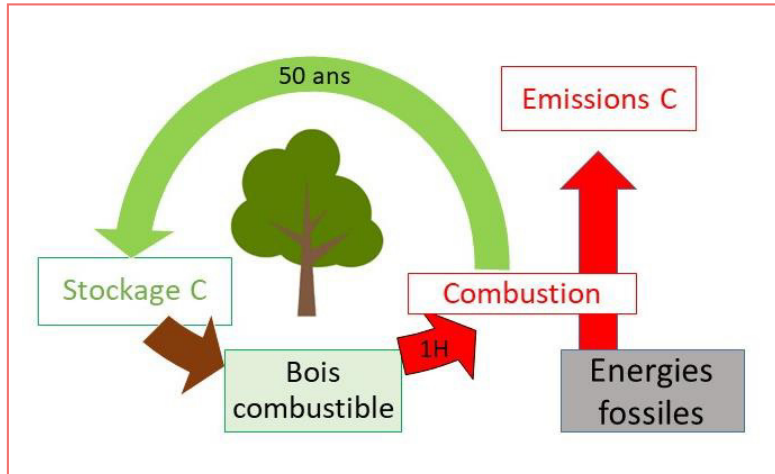 50 ans
Emissions C
Stockage C
Combustion
1H
Bois
combustible
Energies
fossiles